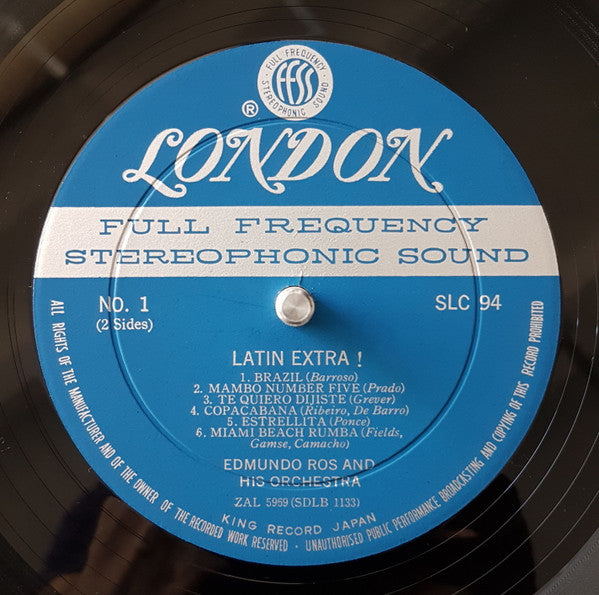 FULL FREQUENCY
FFSS
STEREOPHONIC SOUND
®
LONDON
FULL FREQUENCY
STEREOPHONIC SOUND
NO. 1
(2 Sides)
SLC 94
LATIN EXTRA !
1. BRAZIL (Barroso)
2. MAMBO NUMBER FIVE (Prado)
3. TE QUIERO DIJISTE (Grever)
4. COPACABANA (Ribeiro, De Barro)
5. ESTRELLITA (Ponce)
6. MIAMI BEACH RUMBA (Fields,
Gamse, Camacho)
EDMUNDO ROS AND
HIS ORCHESTRA
ZAL 5969 (SDLB 1133)
KING RECORD JAPAN
ALL RIGHTS OF THE MANUFACTURER AND OF THE OWNER OF THE RECORDED WORK RESERVED · UNAUTHORISED PUBLIC PERFORMANCE BROADCASTING AND COPYING OF THIS RECORD PROHIBITED